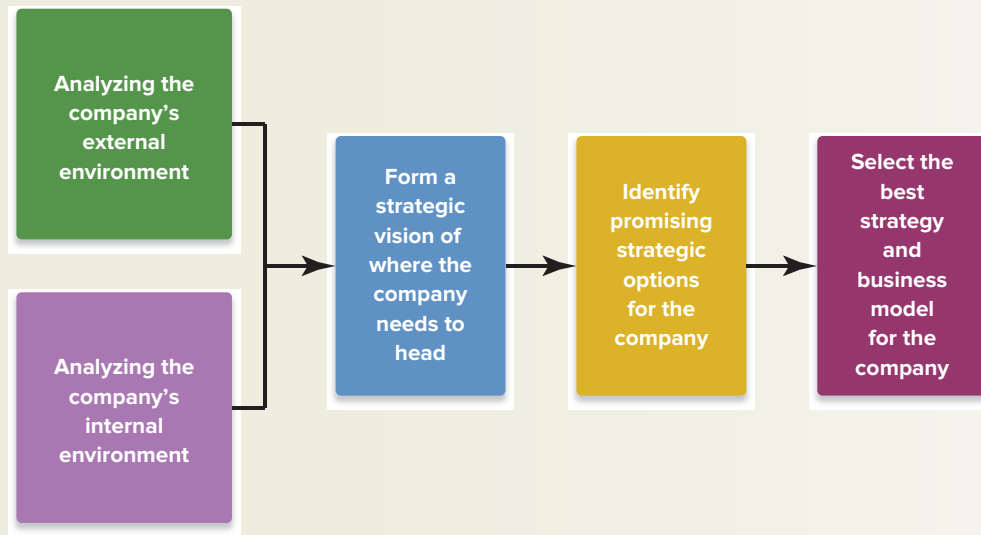 Analyzing the
company’s
external
environment
Analyzing the
company’s
internal
environment
Form a
strategic
vision of
where the
company
needs to
head
Identify
promising
strategic
options
for the
company
Select the
best
strategy
and
business
model
for the
company